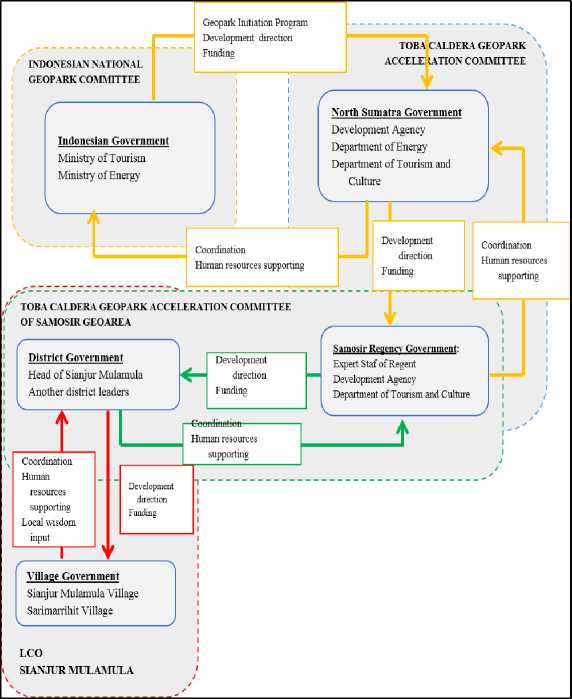 Geopark Initiation Program
Development direction
Funding
INDONESIAN NATIONAL
GEOPARK COMMITTEE
TOBA CALDERA GEOPARK
ACCELERATION COMMITTEE
Indonesian Government
Ministry of Tourism
Ministry of Energy
North Sumatra Government
Development Agency
Department of Energy
Department of Tourism and
Culture
Coordination
Human resources supporting
Development
direction
Funding
Coordination
Human resources
supporting
TOBA CALDERA GEOPARK ACCELERATION COMMITTEE
OF SAMOSIR GEOAREA
District Government
Head of Sianjur Mulamula
Another district leaders
Development
direction
Funding
Samosir Regency Government:
Expert Staf of Regent
Development Agency
Department of Tourism and Culture
Coordination
Human resources
supporting
Coordination
Human
resources
supporting
Local wisdom
input
Development
direction
Funding
Village Government
Sianjur Mulamula Village
Sarimarrihit Village
LCO
SIANJUR MULAMULA